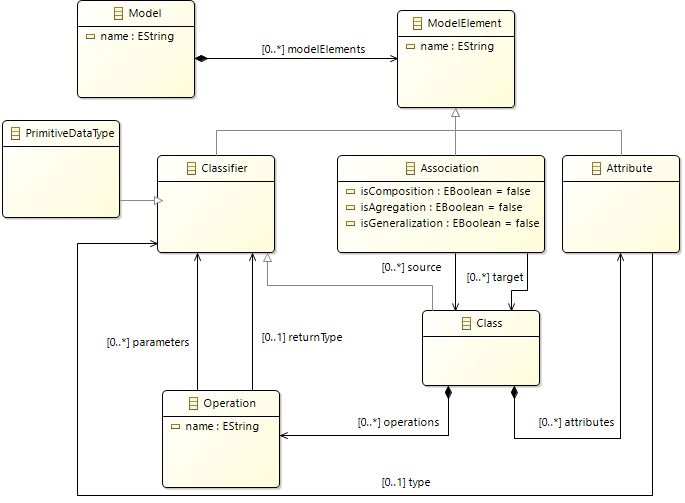 Model
name : EString
ModelElement
name : EString
[0..*] modelElements
PrimitiveDataType
Classifier
Association
isComposition : EBoolean = false
isAgregation : EBoolean = false
isGeneralization : EBoolean = false
Attribute
[0..*] source
[0..*] target
Class
[0..*] parameters
[0..1] returnType
Operation
name : EString
[0..*] operations
[0..*] attributes
[0..1] type